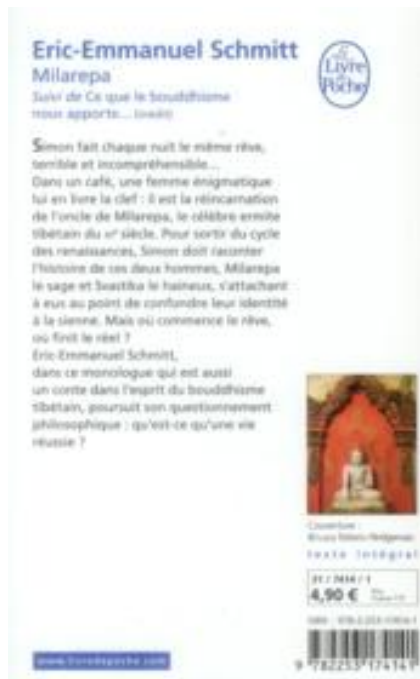 Eric-Emmanuel Schmitt
Milarepa
Suivi de Ce que le bouddhisme
nous apporte... (inédit)
Le
Livre
de
Poche
Simon fait chaque nuit le même rêve,
terrible et incompréhensible...
Dans un café, une femme énigmatique
lui en livre la clef : il est la réincarnation
de l'oncle de Milarepa, le célèbre ermite
tibétain du XIe siècle. Pour sortir du cycle
des renaissances, Simon doit raconter
l'histoire de ces deux hommes, Milarepa
le sage et Svastika le haineux, s'attachant
à eux au point de confondre leur identité
à la sienne. Mais où commence le rêve,
où finit le réel ?
Eric-Emmanuel Schmitt,
dans ce monologue qui est aussi
un conte dans l'esprit du bouddhisme
tibétain, poursuit son questionnement
philosophique : qu'est-ce qu'une vie
réussie ?
Couverture :
texte intégral
31 / 7414 / 1
4,90 €
www.livredepoche.com
9 782253 174141